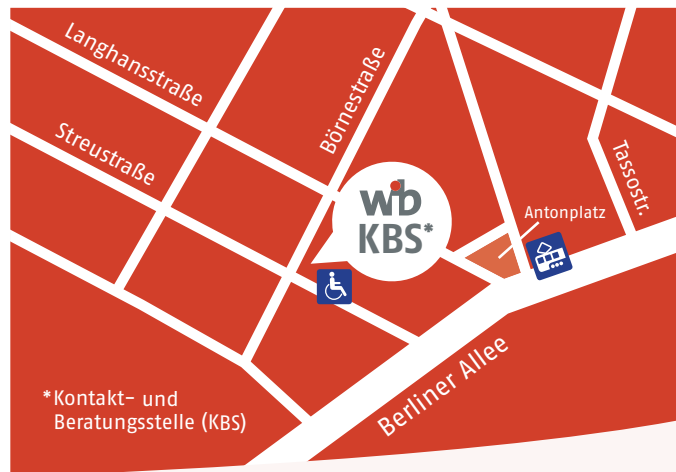 Langhansstraße
Streustraße
Börnestraße
Tassostr.
Antonplatz
wb
KBS*
Berliner Allee
*Kontakt- und
Beratungsstelle (KBS)